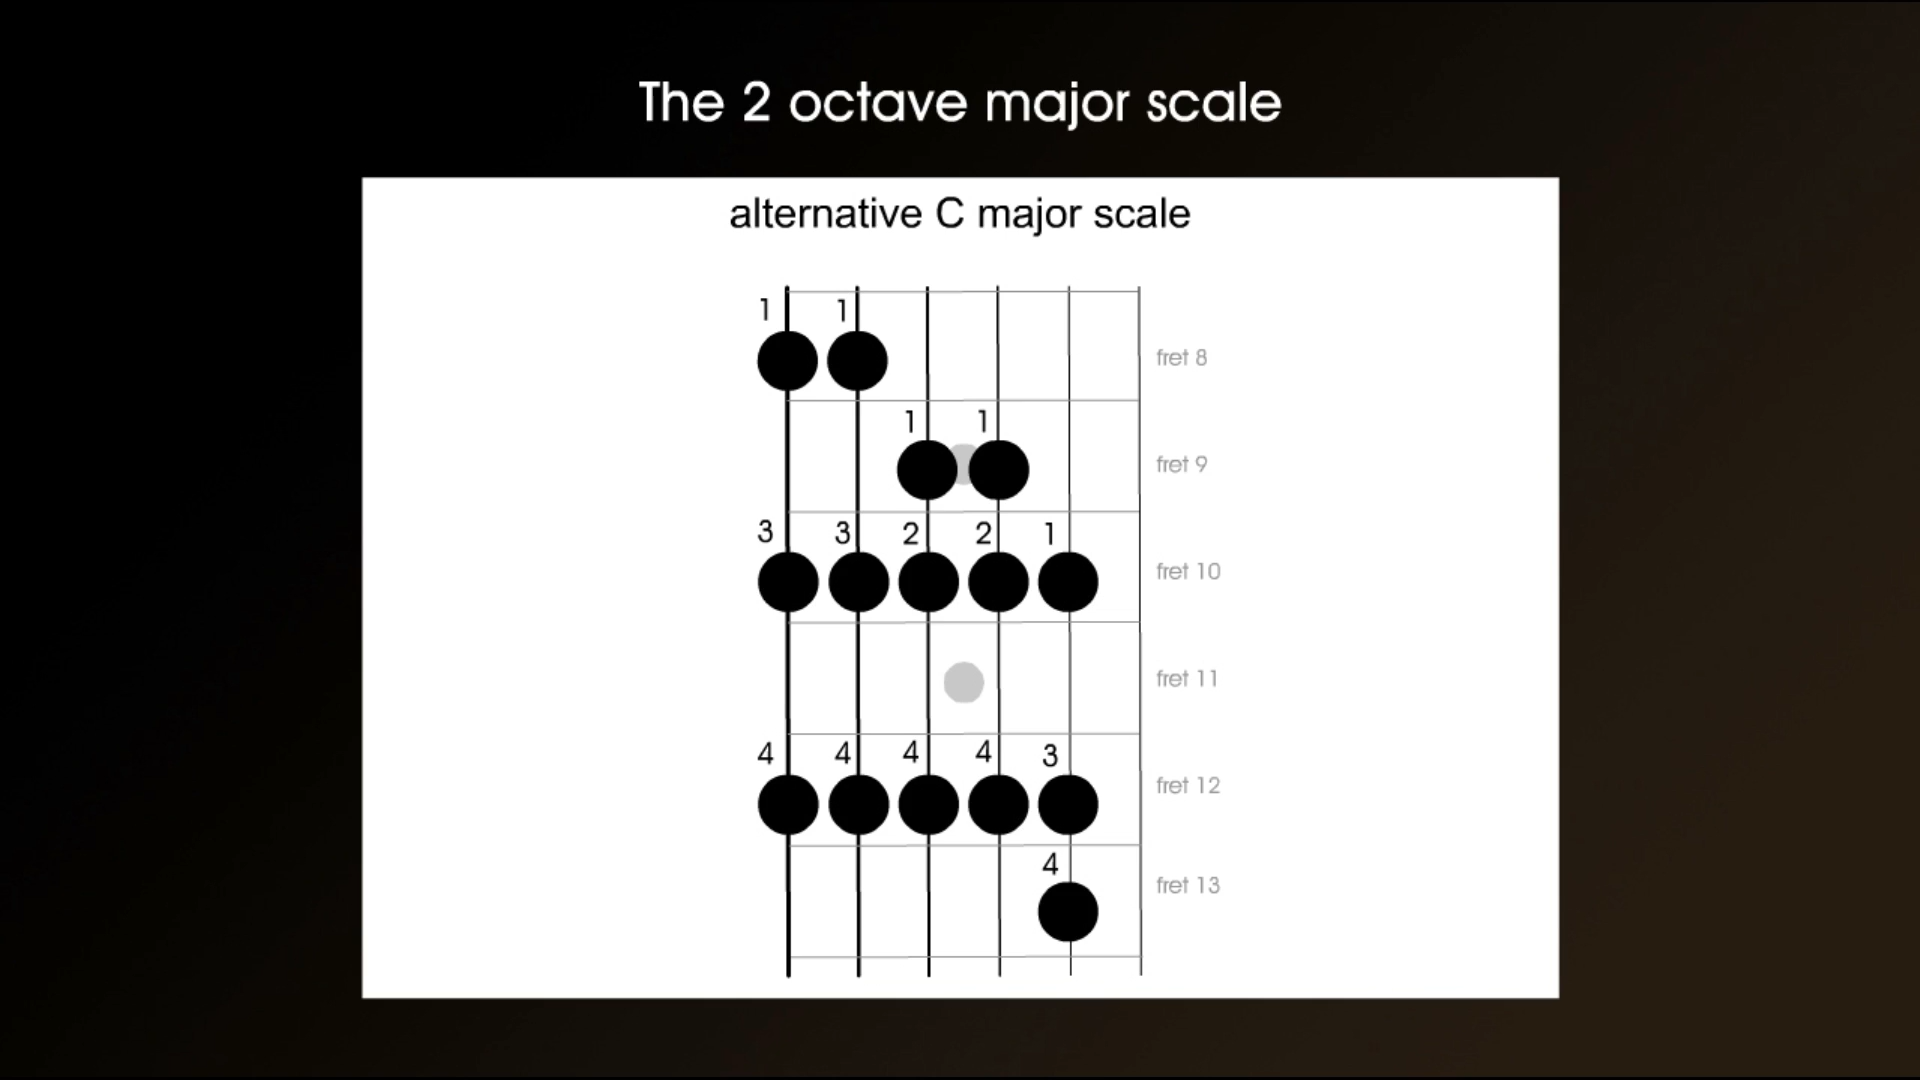 The 2 octave major scale
alternative C major scale
1 1
fret 8
1 1
fret 9
3 3 2 2 1
fret 10
fret 11
4 4 4 4 3
fret 12
4
fret 13